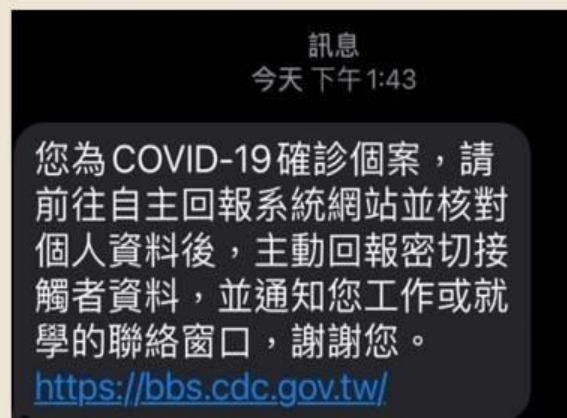 訊息
今天 下午1:43
您為COVID-19確診個案，請
前往自主回報系統網站並核對
個人資料後，主動回報密切接
觸者資料，並通知您工作或就
學的聯絡窗口，謝謝您。
https://bbs.cdc.gov.tw/